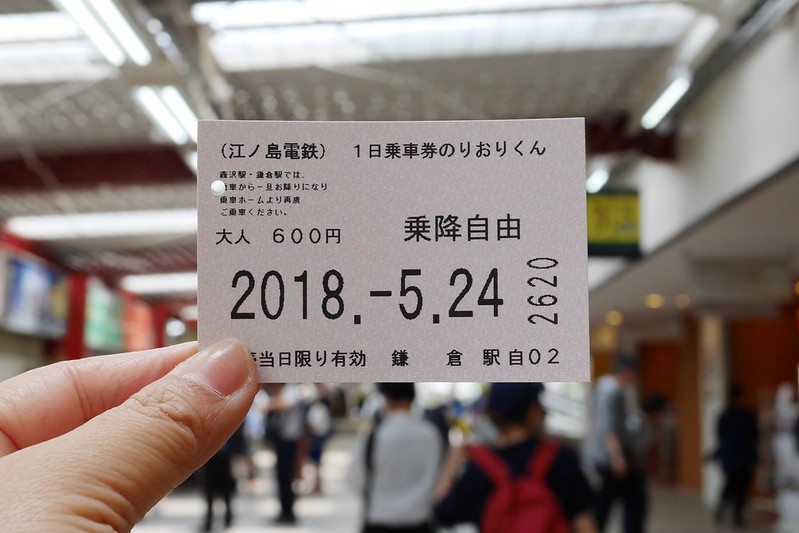 （江ノ島電鉄）　１日乗車券のりおりくん
藤沢駅・鎌倉駅では、
車から一旦お降りになり
乗車ホームより再度
ご乗車ください。
大人　６００円　乗降自由
2018.-5.24　2620
当日限り有効　鎌　倉　駅自０２